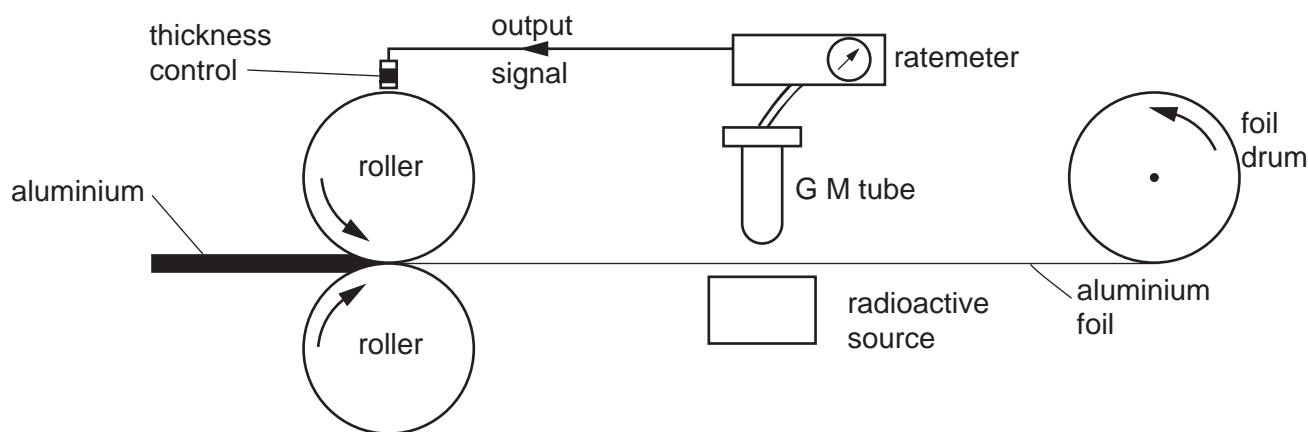 thickness
control
output
signal
ratemeter
foil
drum
roller
G M tube
aluminium
radioactive
source
aluminium
foil
roller